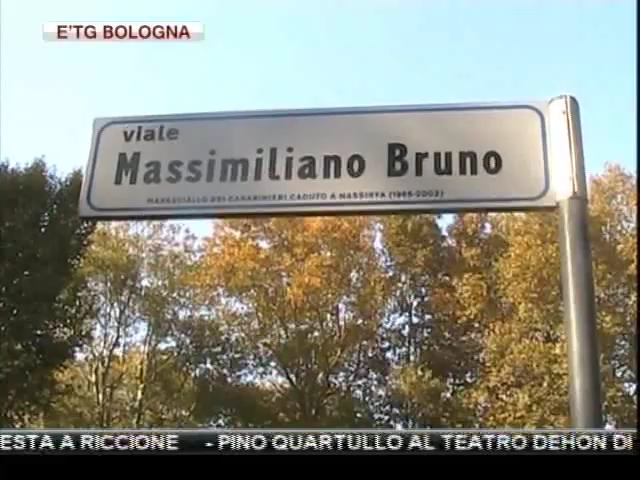 E'TG BOLOGNA
viale
Massimiliano Bruno
MARESCIALLO DEI CARABINIERI CADUTO A NASSIRYA (1965-2003)
ESTA A RICCIONE - PINO QUARTULLO AL TEATRO DEHON DI